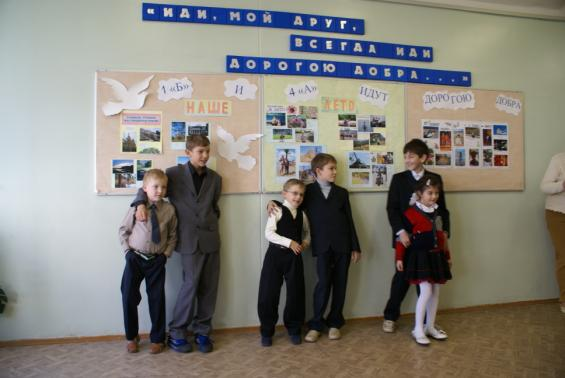 «ИДИ, МОЙ ДРУГ,
ВСЕГДА ИДИ
ДОРОГОЮ ДОБРА...»
1 «Б» И 4 «А» ИДУТ ДОРОГОЮ ДОБРА
НАШЕ ЛЕТО